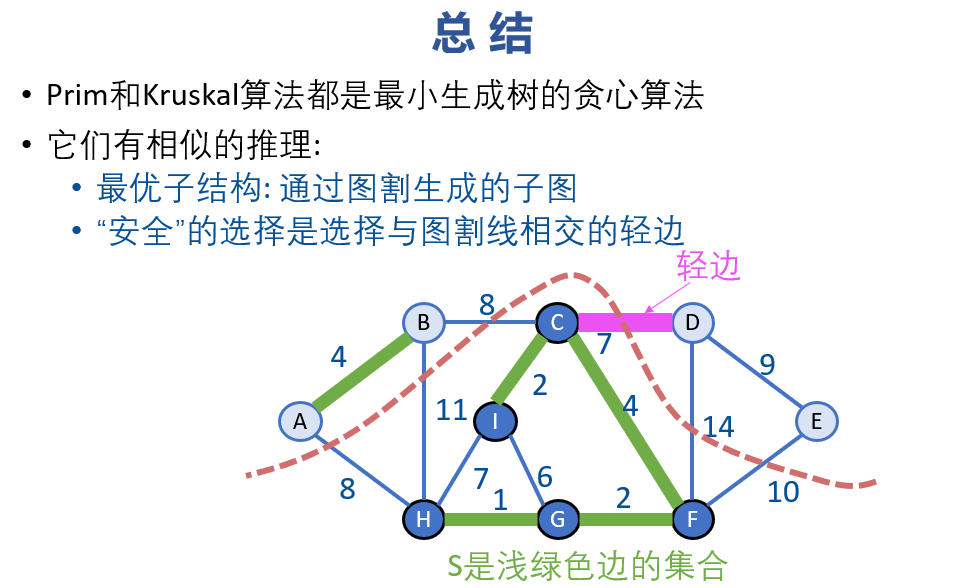 总 结
• Prim和Kruskal算法都是最小生成树的贪心算法
• 它们有相似的推理:
• 最优子结构: 通过图割生成的子图
• “安全”的选择是选择与图割线相交的轻边
轻边
8
B
C
D
7
4
9
2
4
11
14
A
I
E
8
7
6
10
1
2
H
G
F
S是浅绿色边的集合